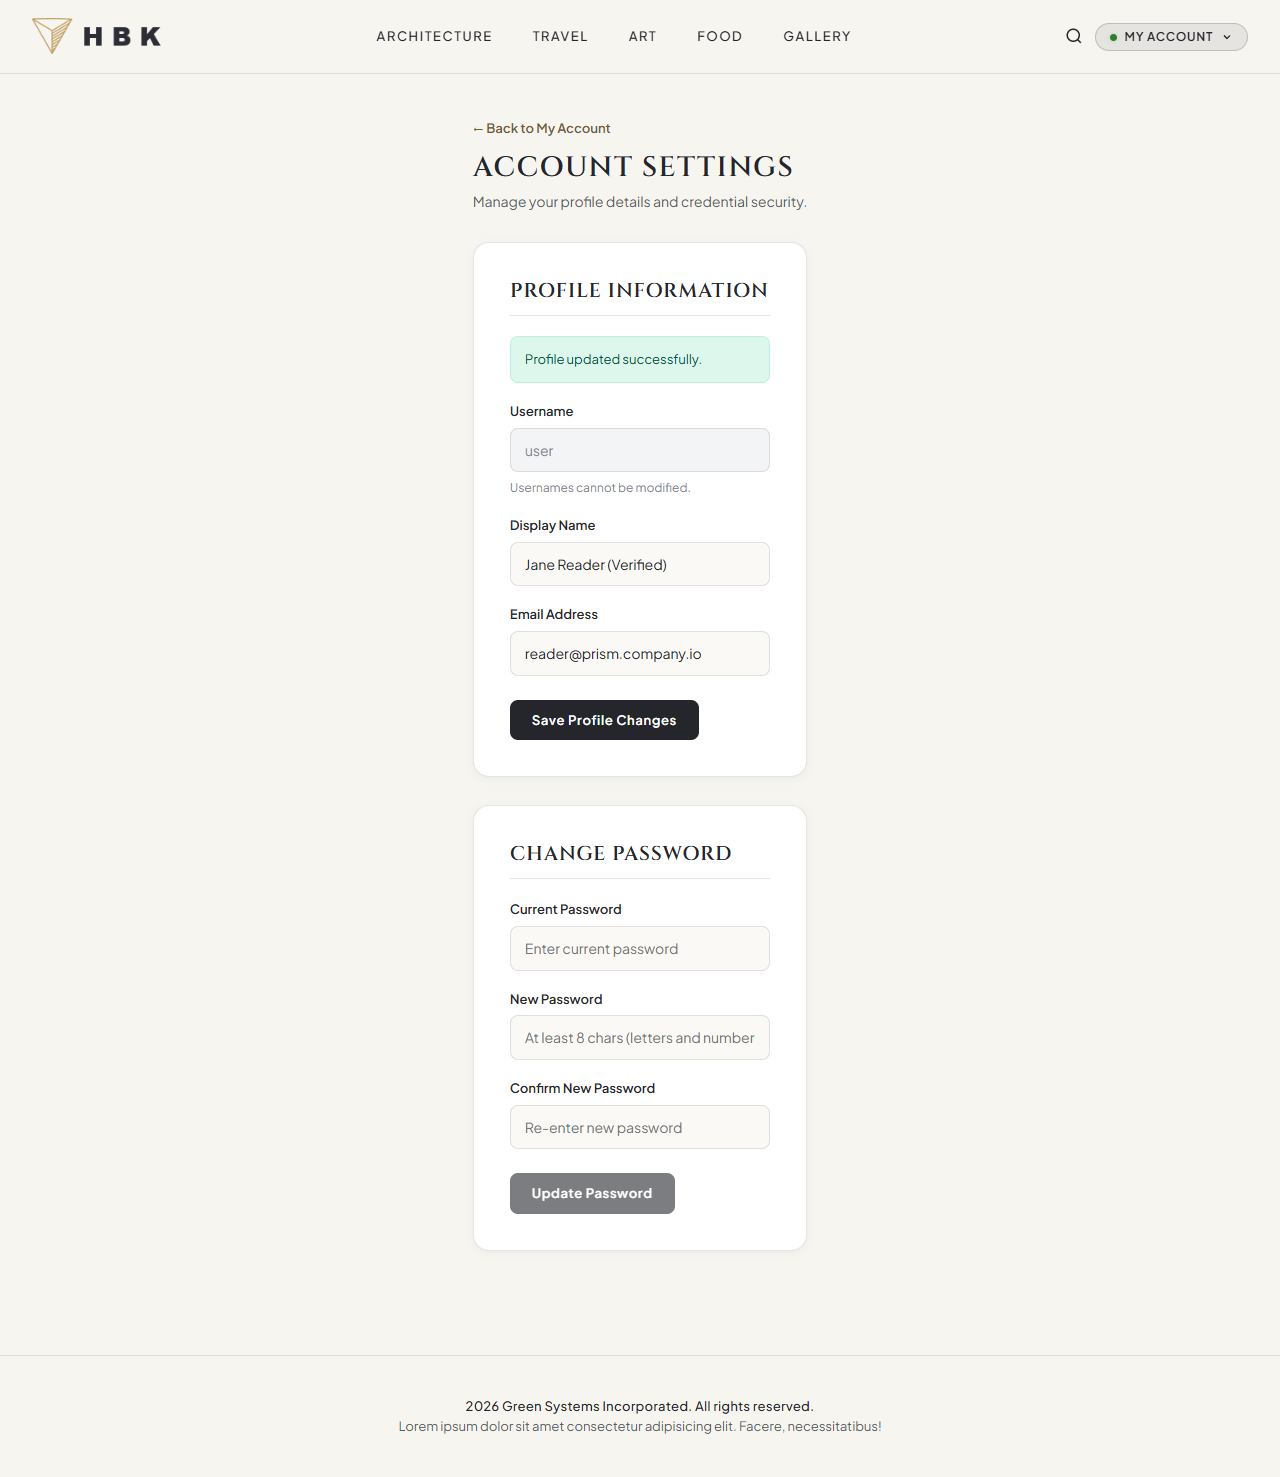 HBK
ARCHITECTURE TRAVEL ART FOOD GALLERY
MY ACCOUNT
← Back to My Account
ACCOUNT SETTINGS
Manage your profile details and credential security.
PROFILE INFORMATION
Profile updated successfully.
Username
user
Usernames cannot be modified.
Display Name
Jane Reader (Verified)
Email Address
reader@prism.company.io
Save Profile Changes
CHANGE PASSWORD
Current Password
Enter current password
New Password
At least 8 chars (letters and number
Confirm New Password
Re-enter new password
Update Password
2026 Green Systems Incorporated. All rights reserved.
Lorem ipsum dolor sit amet consectetur adipisicing elit. Facere, necessitatibus!